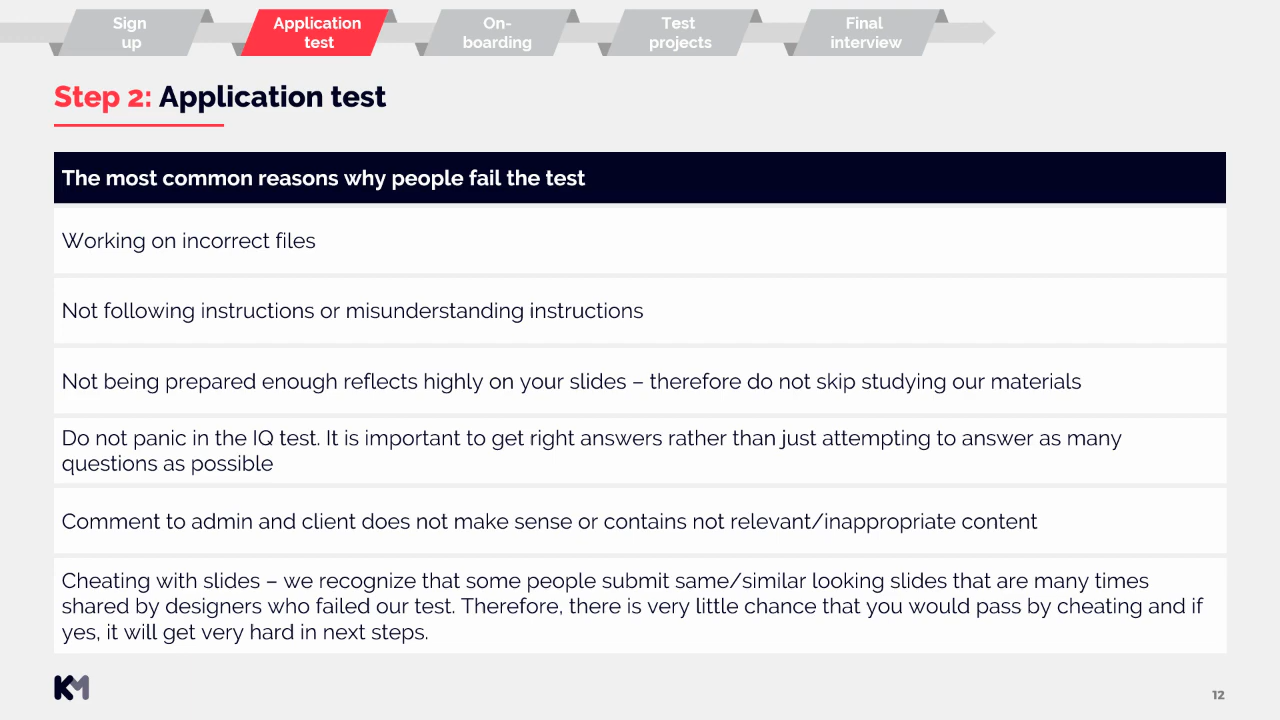 Sign
up
Application
test
On-
boarding
Test
projects
Final
interview
Step 2: Application test
The most common reasons why people fail the test
Working on incorrect files
Not following instructions or misunderstanding instructions
Not being prepared enough reflects highly on your slides – therefore do not skip studying our materials
Do not panic in the IQ test. It is important to get right answers rather than just attempting to answer as many
questions as possible
Comment to admin and client does not make sense or contains not relevant/inappropriate content
Cheating with slides – we recognize that some people submit same/similar looking slides that are many times
shared by designers who failed our test. Therefore, there is very little chance that you would pass by cheating and if
yes, it will get very hard in next steps.
KM
12